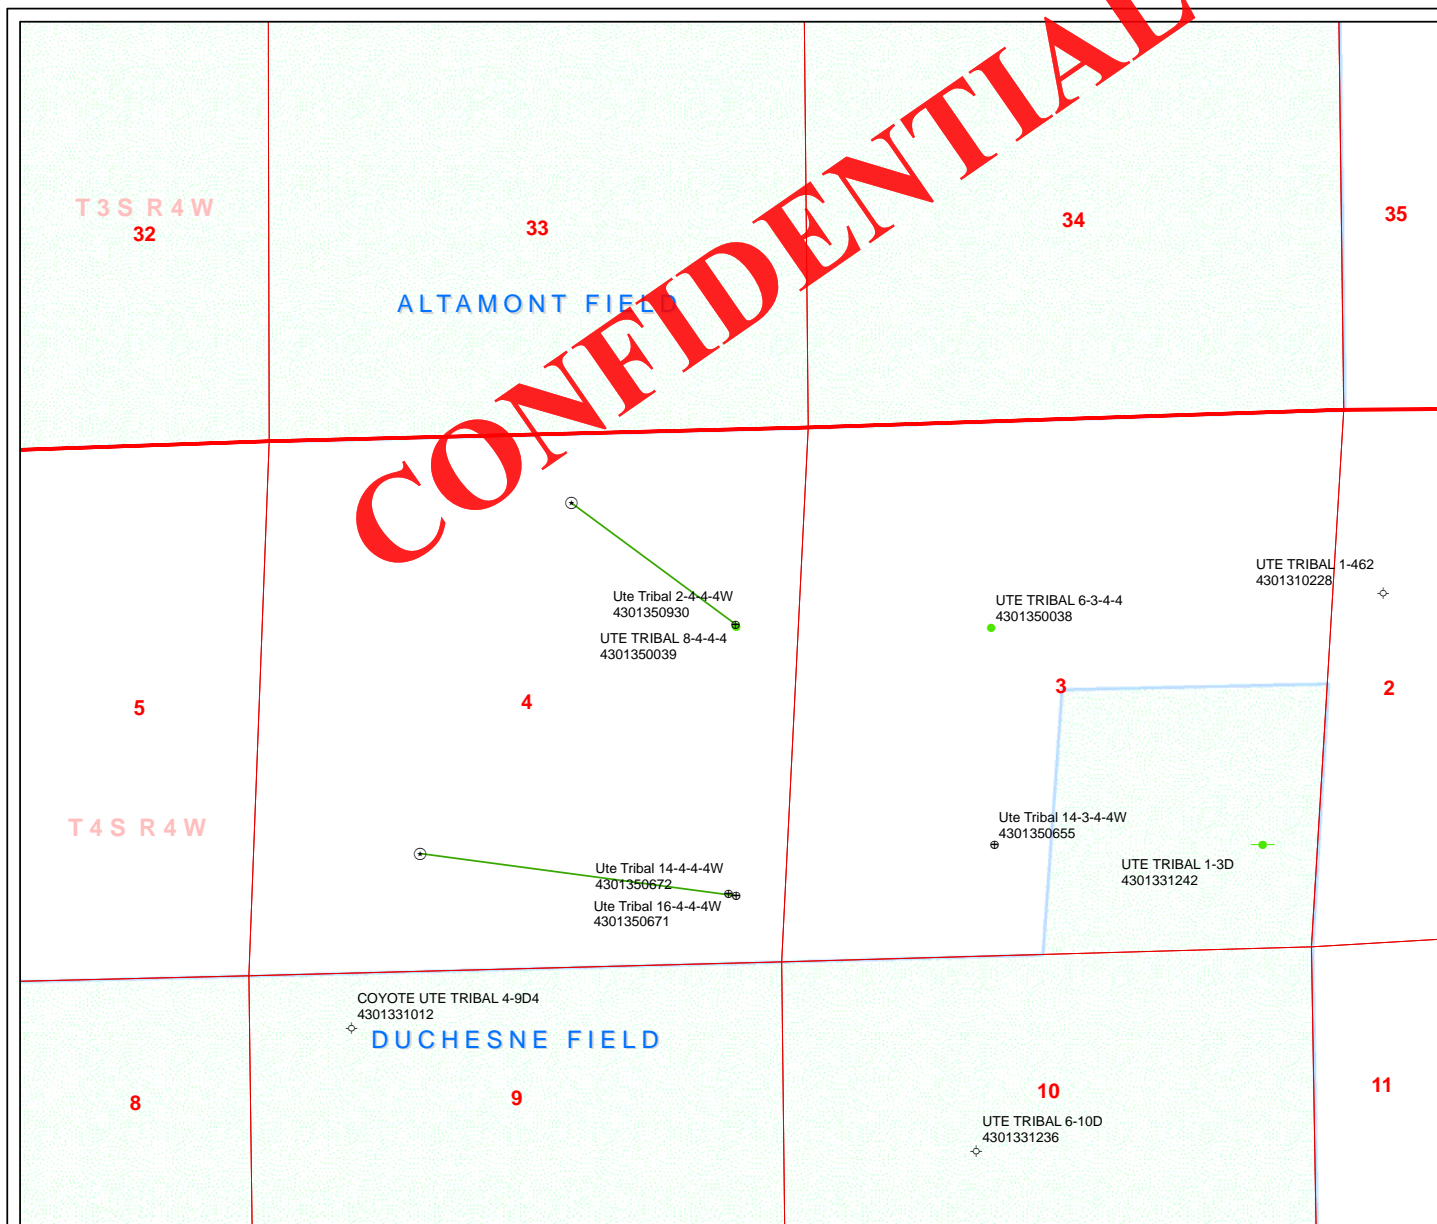 CONFIDENTIAL
T3S R4W
32
33
34
35
ALTAMONT FIELD
UTE TRIBAL 1-462
4301310228
Ute Tribal 2-4-4-4W
4301350930
UTE TRIBAL 6-3-4-4
4301350038
UTE TRIBAL 8-4-4-4
4301350039
5
4
3
2
T4S R4W
Ute Tribal 14-3-4-4W
4301350655
UTE TRIBAL 1-3D
4301331242
Ute Tribal 14-4-4-4W
4301350672
Ute Tribal 16-4-4-4W
4301350671
COYOTE UTE TRIBAL 4-9D4
4301331012
DUCHESNE FIELD
8
9
10
11
UTE TRIBAL 6-10D
4301331236